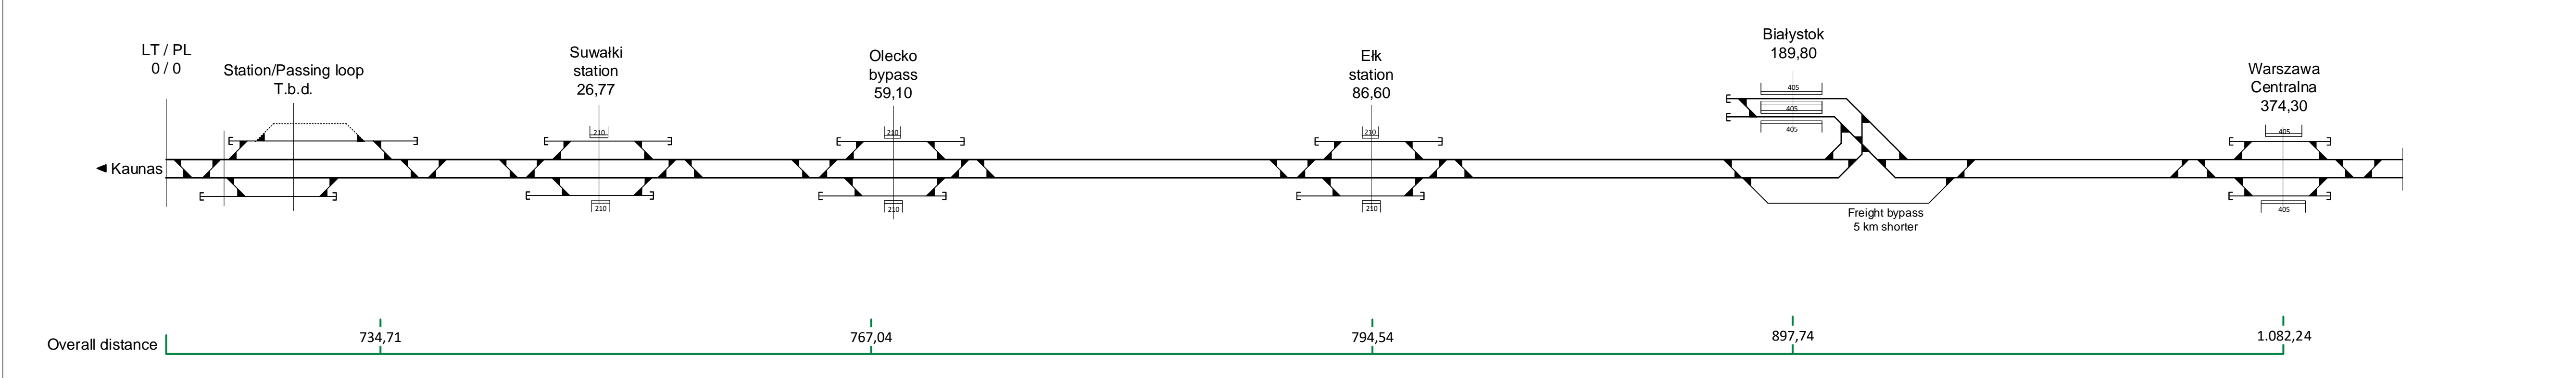 LT / PL
0 / 0
Station/Passing loop
T.b.d.
Suwałki
station
26,77
Olecko
bypass
59,10
Ełk
station
86,60
Białystok
189,80
Warszawa
Centralna
374,30
210
210
210
405
405
405
405
Kaunas
210
210
210
405
Freight bypass
5 km shorter
Overall distance
734,71
767,04
794,54
897,74
1.082,24